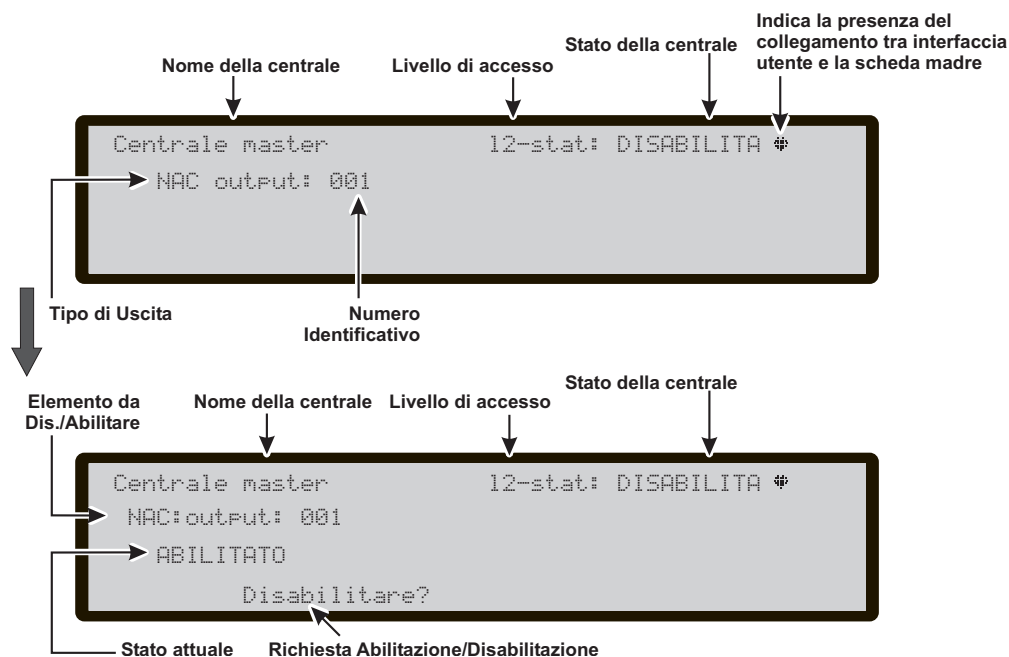 Indica la presenza del
collegamento tra interfaccia
utente e la scheda madre
Stato della centrale
Nome della centrale
Livello di accesso
Centrale master l2-stat: DISABILITA
NAC output: 001
Tipo di Uscita
Numero
Identificativo
Stato della centrale
Elemento da
Dis./Abilitare
Nome della centrale
Livello di accesso
Centrale master l2-stat: DISABILITA
NAC:output: 001
ABILITATO
Disabilitare?
Stato attuale
Richiesta Abilitazione/Disabilitazione